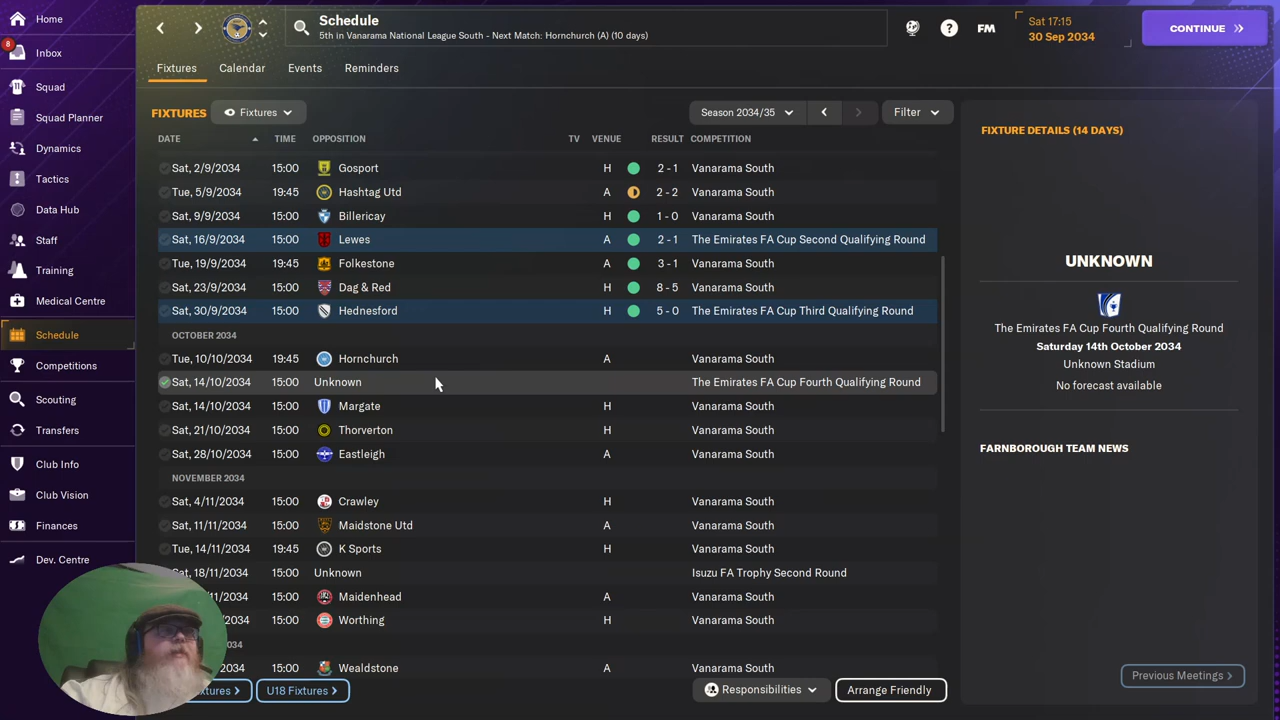 Home
8
Inbox
Squad
Squad Planner
Dynamics
Tactics
Data Hub
Staff
Training
Medical Centre
Schedule
Competitions
Scouting
Transfers
Club Info
Club Vision
Finances
Dev. Centre
Schedule
5th in Vanarama National League South - Next Match: Hornchurch (A) (10 days)
? FM
Sat 17:15
30 Sep 2034
CONTINUE
Fixtures Calendar Events Reminders
FIXTURES Fixtures Season 2034/35 Filter
DATE TIME OPPOSITION TV VENUE RESULT COMPETITION
Sat, 2/9/2034 15:00 Gosport H 2 - 1 Vanarama South
Tue, 5/9/2034 19:45 Hashtag Utd A 2 - 2 Vanarama South
Sat, 9/9/2034 15:00 Billericay H 1 - 0 Vanarama South
Sat, 16/9/2034 15:00 Lewes A 2 - 1 The Emirates FA Cup Second Qualifying Round
Tue, 19/9/2034 19:45 Folkestone A 3 - 1 Vanarama South
Sat, 23/9/2034 15:00 Dag & Red H 8 - 5 Vanarama South
Sat, 30/9/2034 15:00 Hednesford H 5 - 0 The Emirates FA Cup Third Qualifying Round
OCTOBER 2034
Tue, 10/10/2034 19:45 Hornchurch A Vanarama South
Sat, 14/10/2034 15:00 Unknown The Emirates FA Cup Fourth Qualifying Round
Sat, 14/10/2034 15:00 Margate H Vanarama South
Sat, 21/10/2034 15:00 Thorverton H Vanarama South
Sat, 28/10/2034 15:00 Eastleigh A Vanarama South
NOVEMBER 2034
Sat, 4/11/2034 15:00 Crawley H Vanarama South
Sat, 11/11/2034 15:00 Maidstone Utd A Vanarama South
Tue, 14/11/2034 19:45 K Sports H Vanarama South
Sat, 18/11/2034 15:00 Unknown Isuzu FA Trophy Second Round
/11/2034 15:00 Maidenhead A Vanarama South
2034 15:00 Worthing H Vanarama South
034
2034 15:00 Wealdstone A Vanarama South
U18 Fixtures Responsibilities Arrange Friendly
FIXTURE DETAILS (14 DAYS)
UNKNOWN
The Emirates FA Cup Fourth Qualifying Round
Saturday 14th October 2034
Unknown Stadium
No forecast available
FARNBOROUGH TEAM NEWS
Previous Meetings